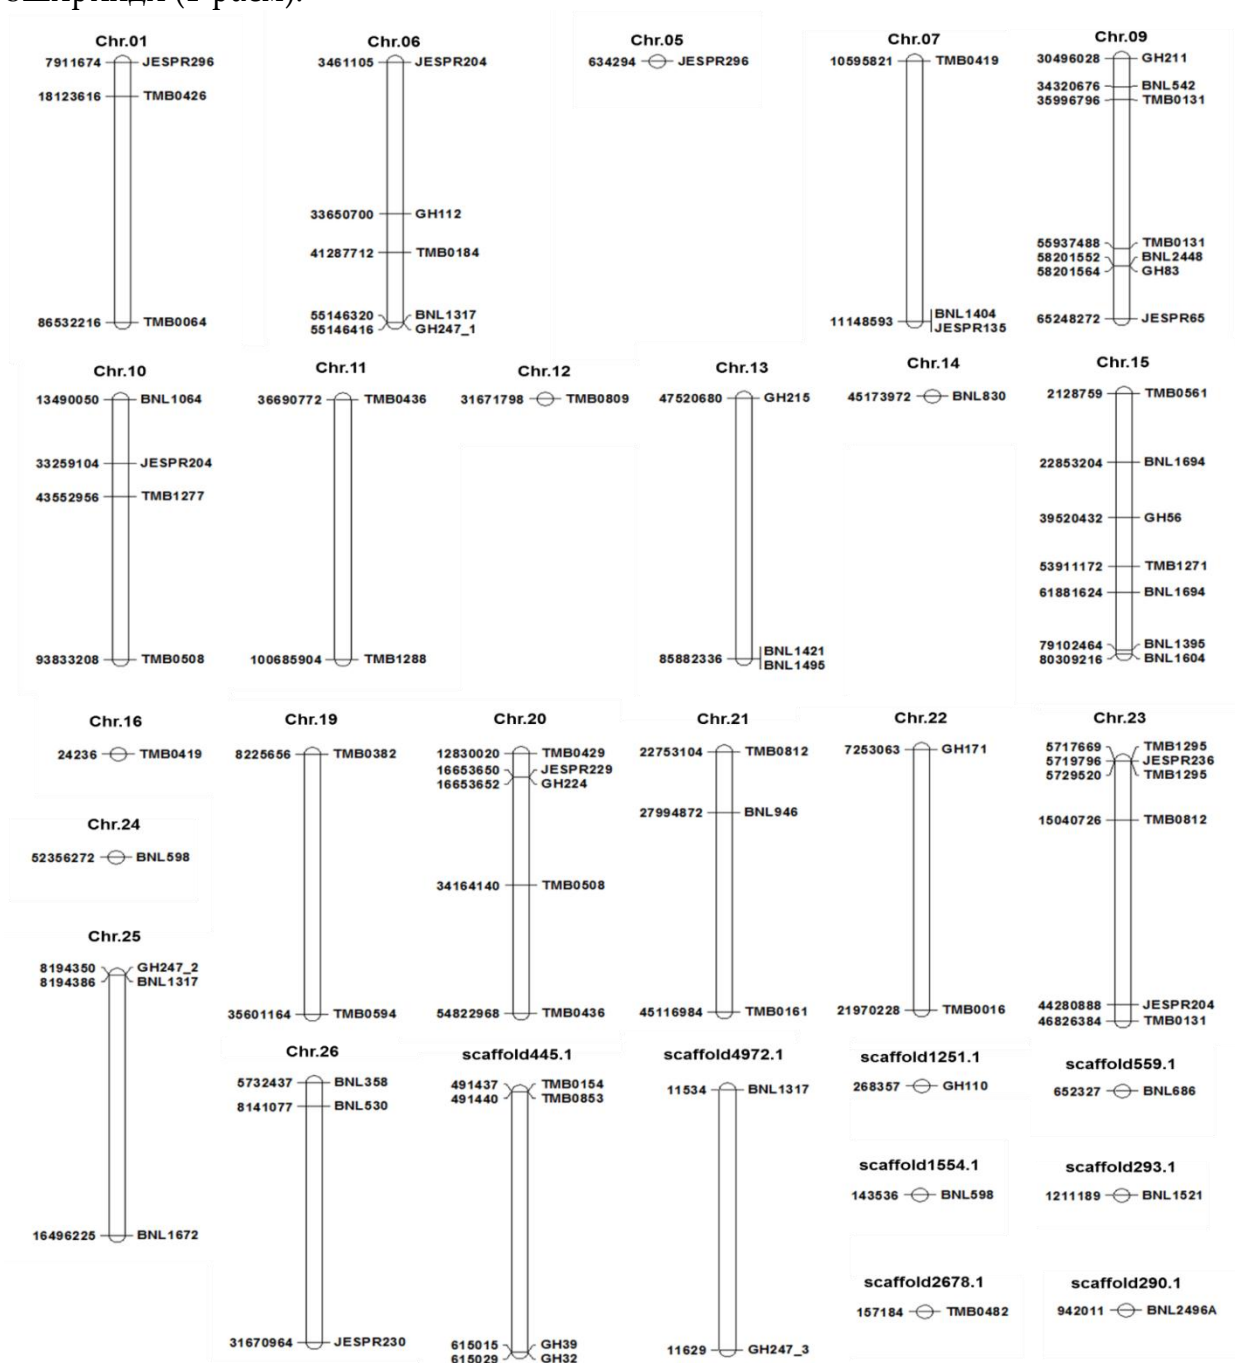 (1-расм).
Chr.01
7911674 JESPR296
18123616 TMB0426
86532216 TMB0064
Chr.06
3461105 JESPR204
33650700 GH112
41287712 TMB0184
55146320 BNL1317
55146416 GH247_1
Chr.05
634294 JESPR296
Chr.07
10595821 TMB0419
11148593 BNL1404
JESPR135
Chr.09
30496028 GH211
34320676 BNL542
35996796 TMB0131
55937488 TMB0131
58201552 BNL2448
58201564 GH83
65248272 JESPR65
Chr.10
13490050 BNL1064
33259104 JESPR204
43552956 TMB1277
93833208 TMB0508
Chr.11
36690772 TMB0436
100685904 TMB1288
Chr.12
31671798 TMB0809
Chr.13
47520680 GH215
85882336 BNL1421
BNL1495
Chr.14
45173972 BNL830
Chr.15
2128759 TMB0561
22853204 BNL1694
39520432 GH56
53911172 TMB1271
61881624 BNL1694
79102464 BNL1395
80309216 BNL1604
Chr.16
24236 TMB0419
Chr.19
8225656 TMB0382
35601164 TMB0594
Chr.20
12830020 TMB0429
16653650 JESPR229
16653652 GH224
34164140 TMB0508
54822968 TMB0436
Chr.21
22753104 TMB0812
27994872 BNL946
45116984 TMB0161
Chr.22
7253063 GH171
21970228 TMB0016
Chr.23
5717669 TMB1295
5719796 JESPR236
5729520 TMB1295
15040726 TMB0812
44280888 JESPR204
46826384 TMB0131
Chr.24
52356272 BNL598
Chr.25
8194350 GH247_2
8194386 BNL1317
16496225 BNL1672
Chr.26
5732437 BNL358
8141077 BNL530
31670964 JESPR230
scaffold445.1
491437 TMB0154
491440 TMB0853
615015 GH39
615029 GH32
scaffold4972.1
11534 BNL1317
11629 GH247_3
scaffold1251.1
268357 GH110
scaffold559.1
652327 BNL686
scaffold1554.1
143536 BNL598
scaffold293.1
1211189 BNL1521
scaffold2678.1
157184 TMB0482
scaffold290.1
942011 BNL2496A